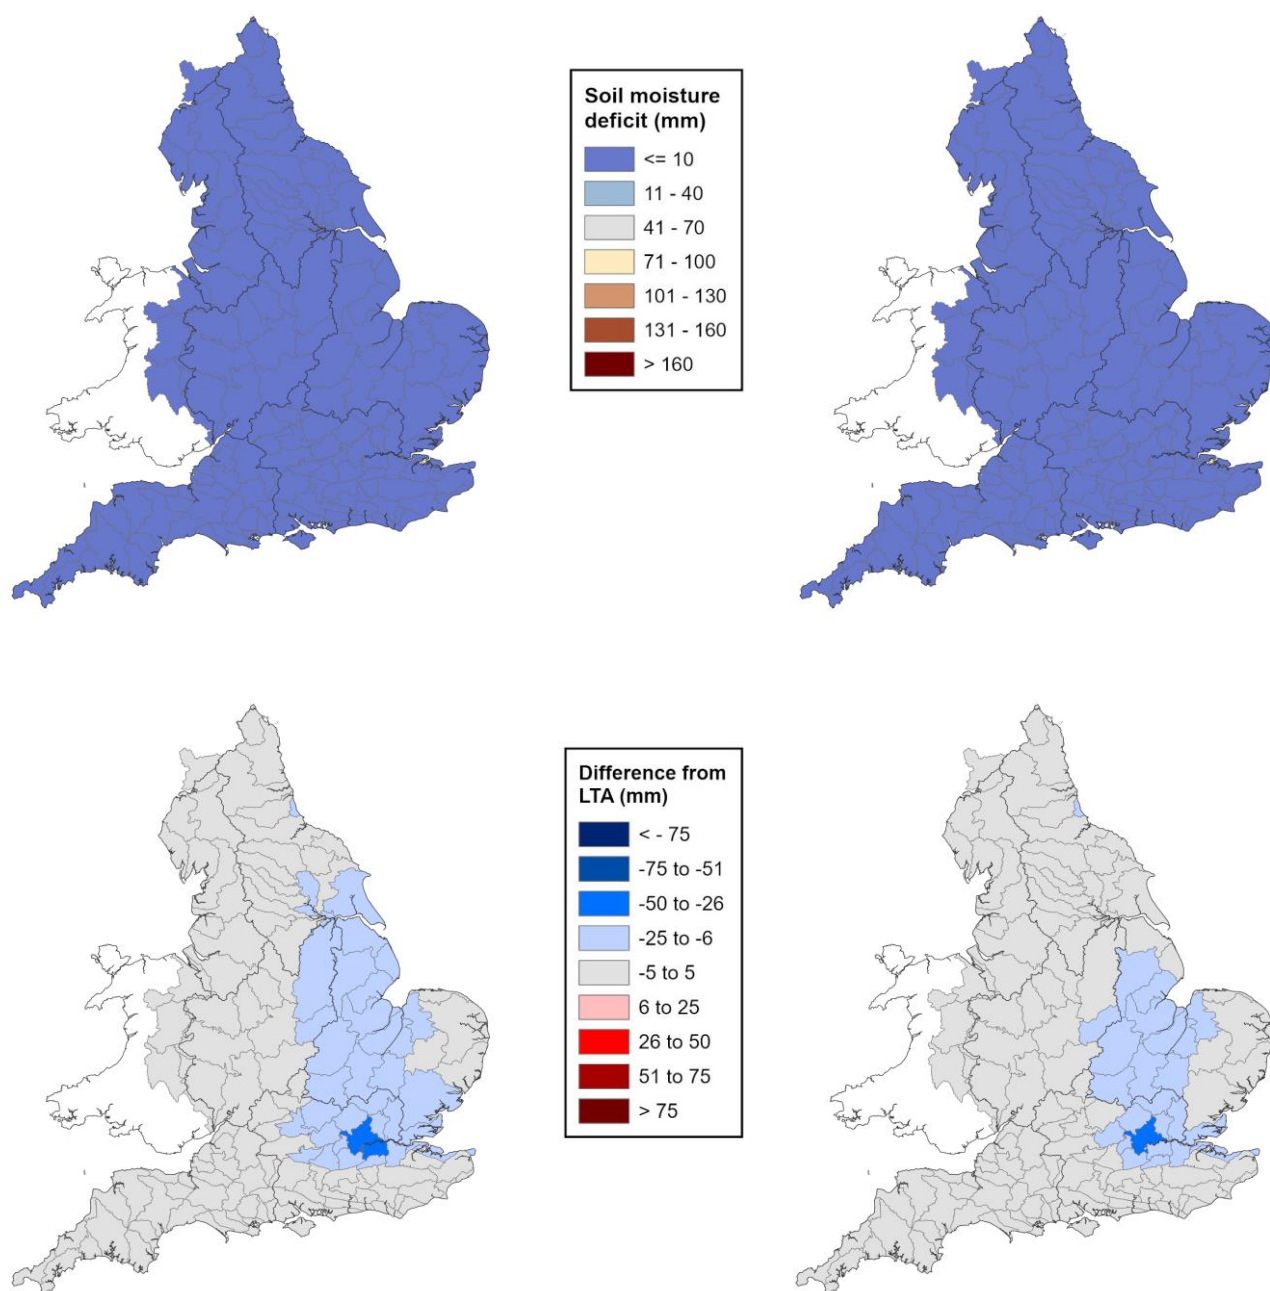 Soil moisture
deficit (mm)
<= 10
11 - 40
41 - 70
71 - 100
101 - 130
131 - 160
> 160
Difference from
LTA (mm)
< - 75
-75 to -51
-50 to -26
-25 to -6
-5 to 5
6 to 25
26 to 50
51 to 75
> 75